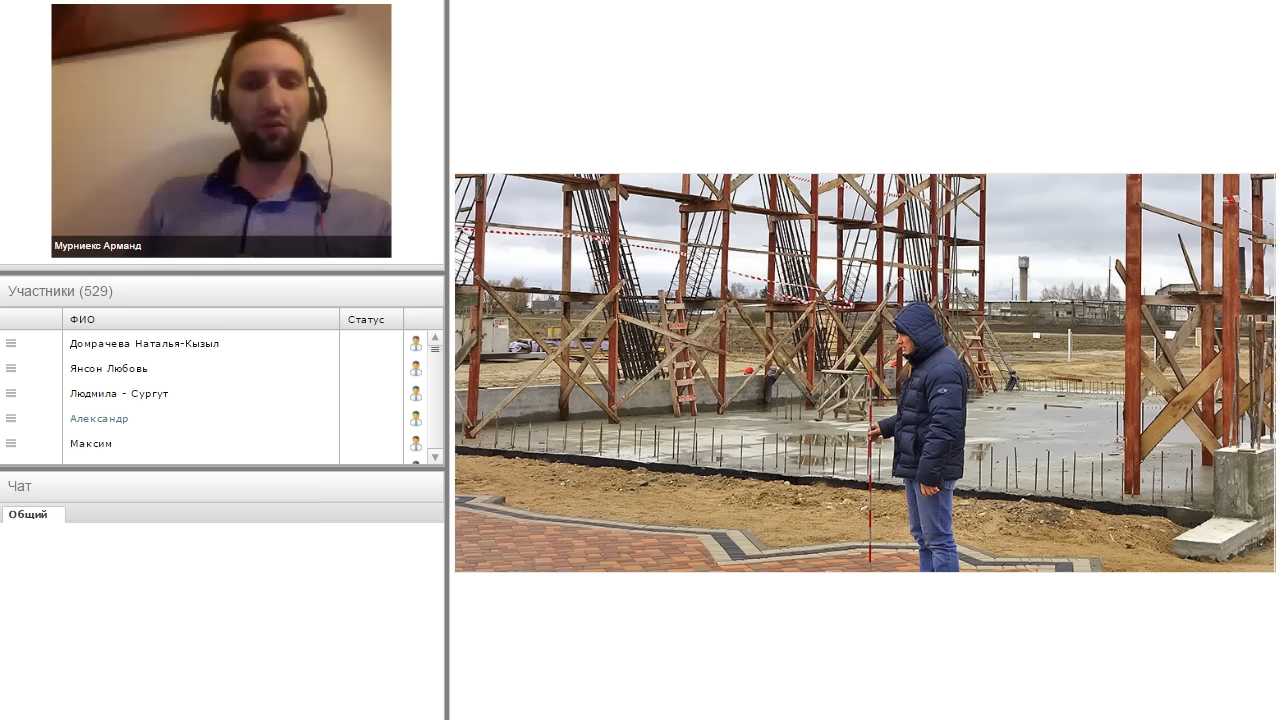 Мурниекс Арманд
Участники (529)
ФИО Статус
Домрачева Наталья-Кызыл
Янсон Любовь
Людмила - Сургут
Александр
Максим
Чат
Общий